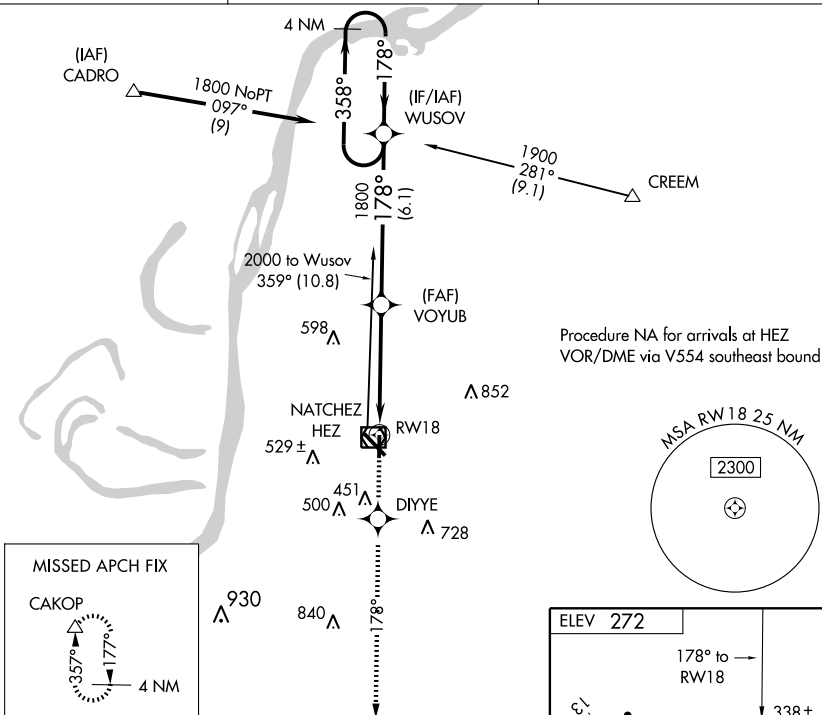 4 NM
(IAF)
CADRO
1800 NoPT
097°
(9)
358°
178°
(IF/IAF)
WUSOV
1900
281°
(9.1)
CREEM
1800
178°
(6.1)
2000 to Wusov
359° (10.8)
(FAF)
VOYUB
598
Procedure NA for arrivals at HEZ
VOR/DME via V554 southeast bound
852
NATCHEZ
HEZ
RW18
529 ±
MSA RW 18 25 NM
2300
451
500
DIYYE
728
MISSED APCH FIX
CAKOP
357°
177°
4 NM
930
840
178°
ELEV 272
178° to
RW18
13
338 ±